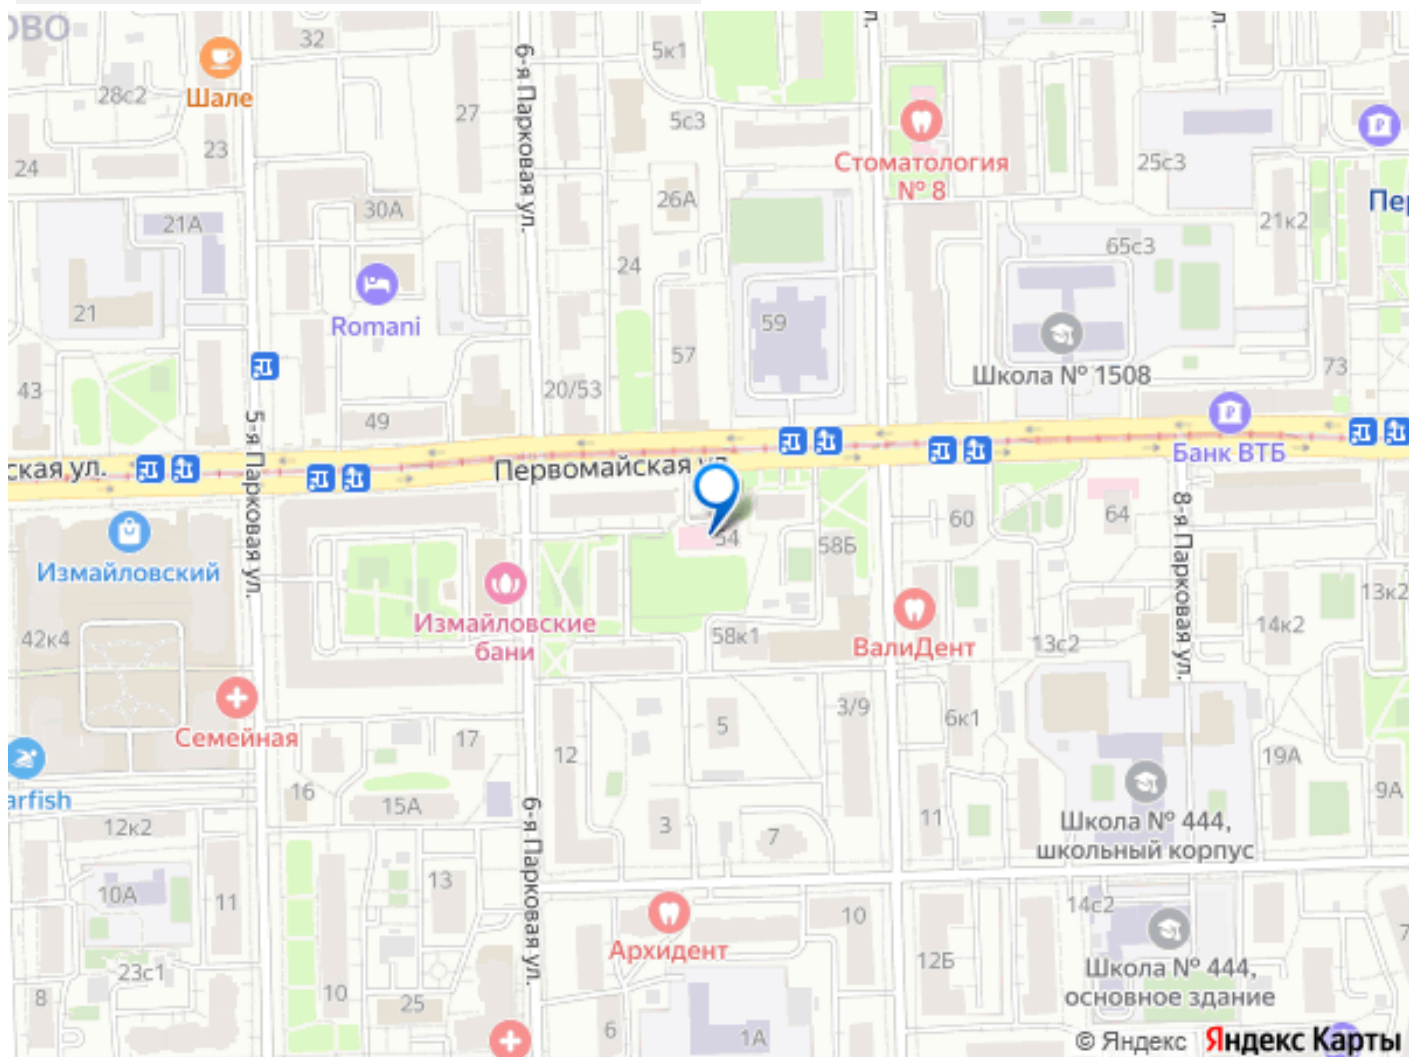 ОВО
32
Шале
28с2
27
6-я Парковая ул.
5к1
ул.
ул.
5с3
Стоматология
№ 8
25с3
24
23
30А
26А
21А
Пер
21к2
65с3
24
21
Romani
59
57
Школа № 1508
73
43
20/53
49
5-я Парковая ул.
Банк ВТБ
ская ул.
Первомайская ул.
60
64
8-я Парковая ул.
54
58Б
Измайловский
13к2
42к4
Измайловские
бани
58к1
ВалиДент
13с2
14к2
Семейная
17
12
5
3/9
6к1
19А
arfish
16
15А
9А
6-я Парковая ул.
3
7
11
Школа № 444,
школьный корпус
12к2
10А
11
13
Архидент
10
14с2
12Б
Школа № 444,
основное здание
23с1
8
10
25
6
1А
7
© Яндекс Яндекс Карты